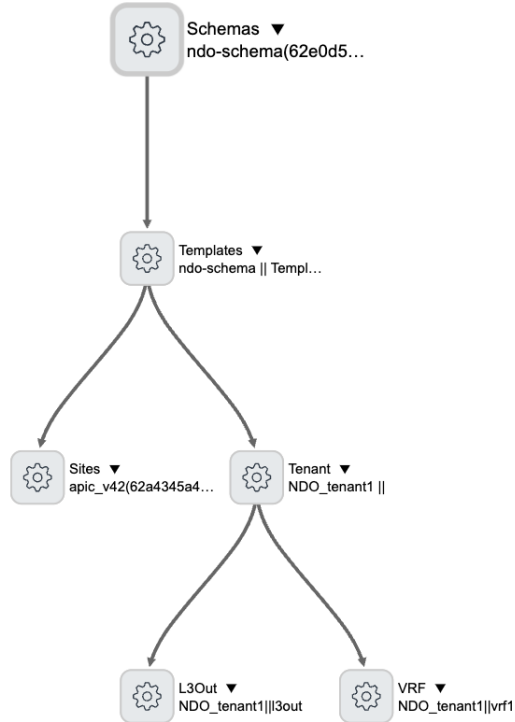 Schemas ▼
ndo-schema(62e0d5…
Templates ▼
ndo-schema || Templ…
Sites ▼
apic_v42(62a4345a4…
Tenant ▼
NDO_tenant1 ||
L3Out ▼
NDO_tenant1||l3out
VRF ▼
NDO_tenant1||vrf1